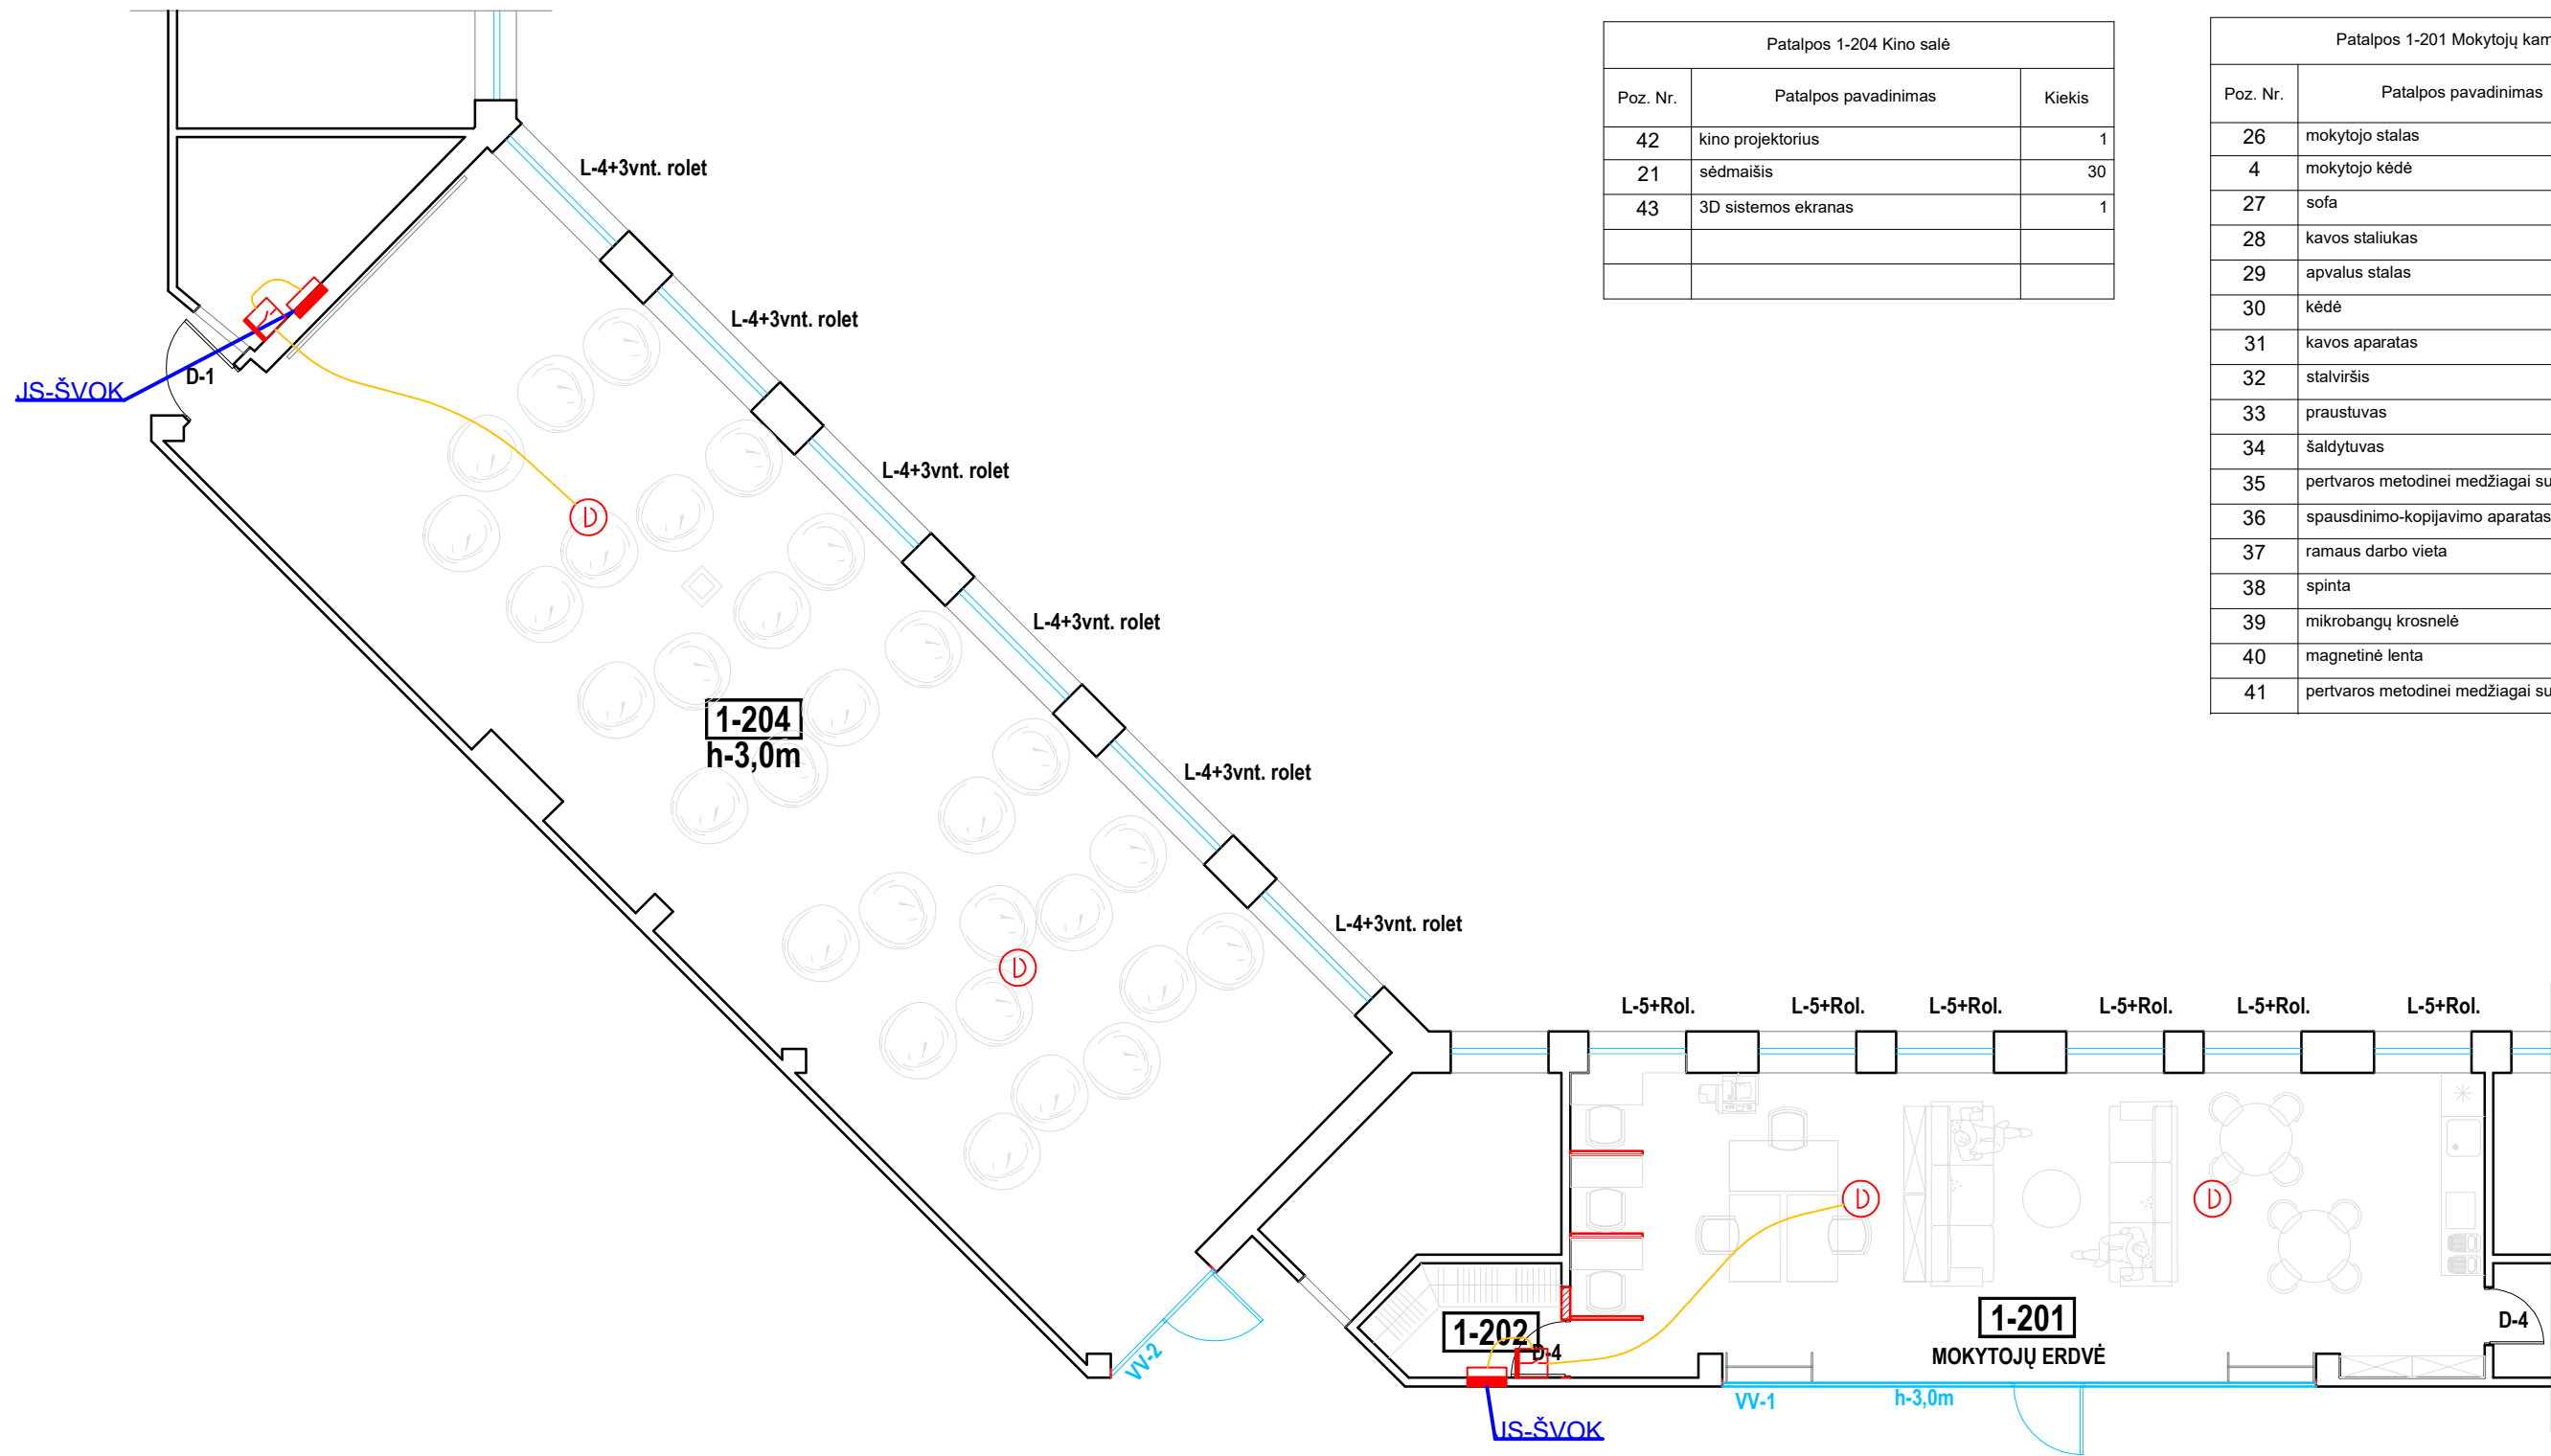 Patalpos 1-204 Kino salė
Poz. Nr. Patalpos pavadinimas Kiekis
42 kino projektorius 1
21 sėdmaišis 30
43 3D sistemos ekranas 1
Patalpos 1-201 Mokytojų kam
Poz. Nr. Patalpos pavadinimas
26 mokytojo stalas
4 mokytojo kėdė
27 sofa
28 kavos staliukas
29 apvalus stalas
30 kėdė
31 kavos aparatas
32 stalviršis
33 praustuvas
34 šaldytuvas
35 pertvaros metodinei medžiagai su
36 spausdinimo-kopijavimo aparatas
37 ramaus darbo vieta
38 spinta
39 mikrobangų krosnelė
40 magnetinė lenta
41 pertvaros metodinei medžiagai su
L-4+3vnt. rolet
L-4+3vnt. rolet
L-4+3vnt. rolet
L-4+3vnt. rolet
L-4+3vnt. rolet
L-4+3vnt. rolet
D-1
JS-ŠVOK
D
1-204
h-3,0m
D
VV-2
L-5+Rol. L-5+Rol. L-5+Rol. L-5+Rol. L-5+Rol. L-5+Rol.
D D
1-202
D-4
1-201
MOKYTOJŲ ERDVĖ
D-4
VV-1
h-3,0m
JS-ŠVOK